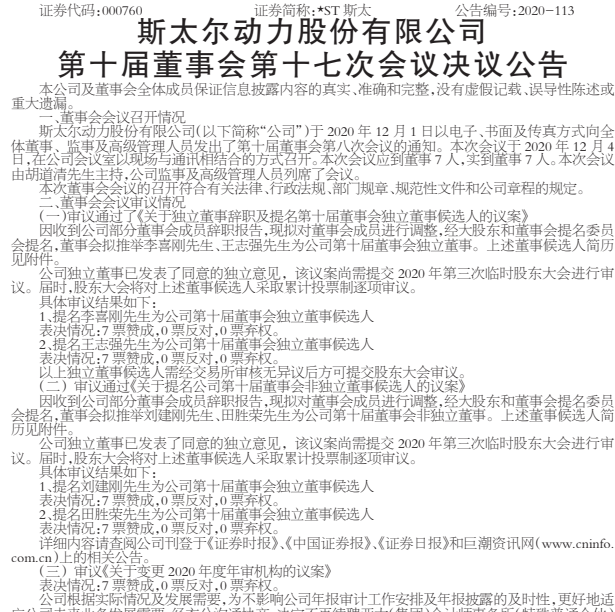 证券代码:000760 证券简称:*ST 斯太 公告编号:2020-113
斯太尔动力股份有限公司
第十届董事会第十七次会议决议公告
本公司及董事会全体成员保证信息披露内容的真实、准确和完整,没有虚假记载、误导性陈述或
重大遗漏。
一、董事会会议召开情况
斯太尔动力股份有限公司(以下简称“公司”)于 2020 年 12 月 1 日以电子、书面及传真方式向全
体董事、监事及高级管理人员发出了第十届董事会第八次会议的通知。本次会议于 2020 年 12 月 4
日,在公司会议室以现场与通讯相结合的方式召开。本次会议应到董事 7 人,实到董事 7 人。本次会议
由胡道清先生主持,公司监事及高级管理人员列席了会议。
本次董事会会议的召开符合有关法律、行政法规、部门规章、规范性文件和公司章程的规定。
二、董事会会议审议情况
(一)审议通过了《关于独立董事辞职及提名第十届董事会独立董事候选人的议案》
因收到公司部分董事会成员辞职报告,现拟对董事会成员进行调整,经大股东和董事会提名委员
会提名,董事会拟推举李喜刚先生、王志强先生为公司第十届董事会独立董事。上述董事候选人简历
见附件。
公司独立董事已发表了同意的独立意见，该议案尚需提交 2020 年第三次临时股东大会进行审
议。届时,股东大会将对上述董事候选人采取累计投票制逐项审议。
具体审议结果如下:
1、提名李喜刚先生为公司第十届董事会独立董事候选人
表决情况:7 票赞成,0 票反对,0 票弃权。
2、提名王志强先生为公司第十届董事会独立董事候选人
表决情况:7 票赞成,0 票反对,0 票弃权。
以上独立董事候选人需经交易所审核无异议后方可提交股东大会审议。
(二）审议通过《关于提名公司第十届董事会非独立董事候选人的议案》
因收到公司部分董事会成员辞职报告,现拟对董事会成员进行调整,经大股东和董事会提名委员
会提名,董事会拟推举刘建刚先生、田胜荣先生为公司第十届董事会非独立董事。上述董事候选人简
历见附件。
公司独立董事已发表了同意的独立意见，该议案尚需提交 2020 年第三次临时股东大会进行审
议。届时,股东大会将对上述董事候选人采取累计投票制逐项审议。
具体审议结果如下:
1、提名刘建刚先生为公司第十届董事会独立董事候选人
表决情况:7 票赞成,0 票反对,0 票弃权。
2、提名田胜荣先生为公司第十届董事会独立董事候选人
表决情况:7 票赞成,0 票反对,0 票弃权。
详细内容请查阅公司刊登于《证券时报》、《中国证券报》、《证券日报》和巨潮资讯网(www.cninfo.
com.cn)上的相关公告。
(三）审议《关于变更 2020 年度年审机构的议案》
表决情况:7 票赞成,0 票反对,0 票弃权。
公司根据实际情况及发展需要,为不影响公司年报审计工作安排及年报披露的及时性,更好地适